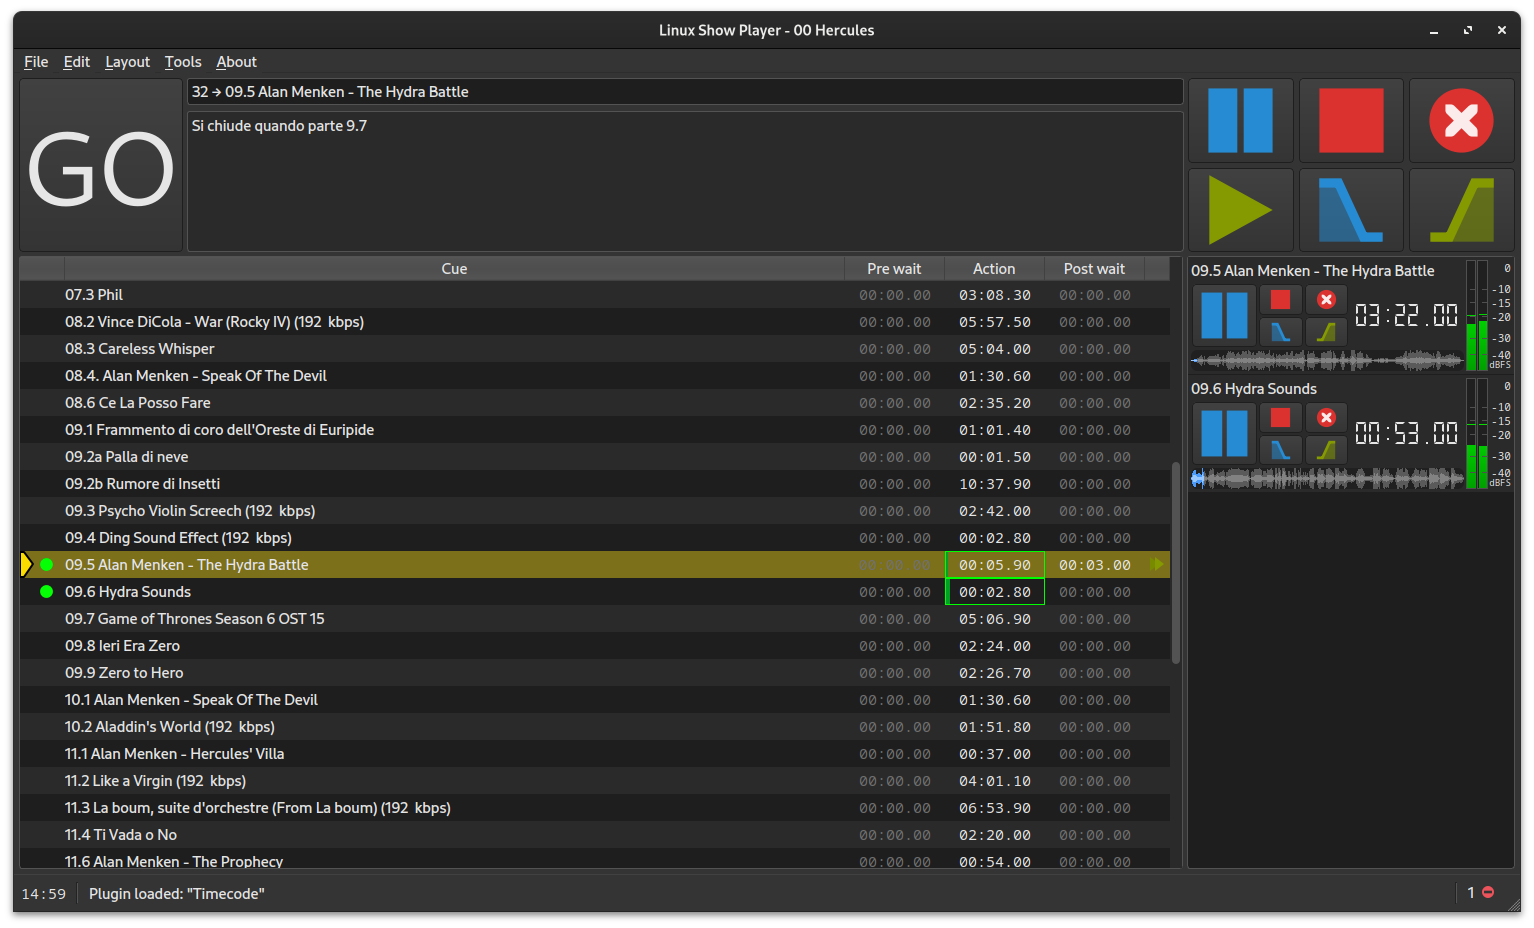 Linux Show Player - 00 Hercules
File Edit Layout Tools About
GO
32 → 09.5 Alan Menken - The Hydra Battle
Si chiude quando parte 9.7
Cue Pre wait Action Post wait
07.3 Phil 00:00.00 03:08.30 00:00.00
08.2 Vince DiCola - War (Rocky IV) (192 kbps) 00:00.00 05:57.50 00:00.00
08.3 Careless Whisper 00:00.00 05:04.00 00:00.00
08.4. Alan Menken - Speak Of The Devil 00:00.00 01:30.60 00:00.00
08.6 Ce La Posso Fare 00:00.00 02:35.20 00:00.00
09.1 Frammento di coro dell'Oreste di Euripide 00:00.00 01:01.40 00:00.00
09.2a Palla di neve 00:00.00 00:01.50 00:00.00
09.2b Rumore di Insetti 00:00.00 10:37.90 00:00.00
09.3 Psycho Violin Screech (192 kbps) 00:00.00 02:42.00 00:00.00
09.4 Ding Sound Effect (192 kbps) 00:00.00 00:02.80 00:00.00
09.5 Alan Menken - The Hydra Battle 00:00.00 00:05.90 00:03.00
09.6 Hydra Sounds 00:00.00 00:02.80 00:00.00
09.7 Game of Thrones Season 6 OST 15 00:00.00 05:06.90 00:00.00
09.8 Ieri Era Zero 00:00.00 02:24.00 00:00.00
09.9 Zero to Hero 00:00.00 02:26.70 00:00.00
10.1 Alan Menken - Speak Of The Devil 00:00.00 01:30.60 00:00.00
10.2 Aladdin's World (192 kbps) 00:00.00 01:51.80 00:00.00
11.1 Alan Menken - Hercules' Villa 00:00.00 00:37.00 00:00.00
11.2 Like a Virgin (192 kbps) 00:00.00 04:01.10 00:00.00
11.3 La boum, suite d'orchestre (From La boum) (192 kbps) 00:00.00 06:53.90 00:00.00
11.4 Ti Vada o No 00:00.00 02:20.00 00:00.00
11.6 Alan Menken - The Prophecy 00:00.00 00:54.00 00:00.00
09.5 Alan Menken - The Hydra Battle
03:22.00
0
-10
-15
-20
-30
-40
dBFS
09.6 Hydra Sounds
00:53.00
0
-10
-15
-20
-30
-40
dBFS
14:59 Plugin loaded: "Timecode" 1